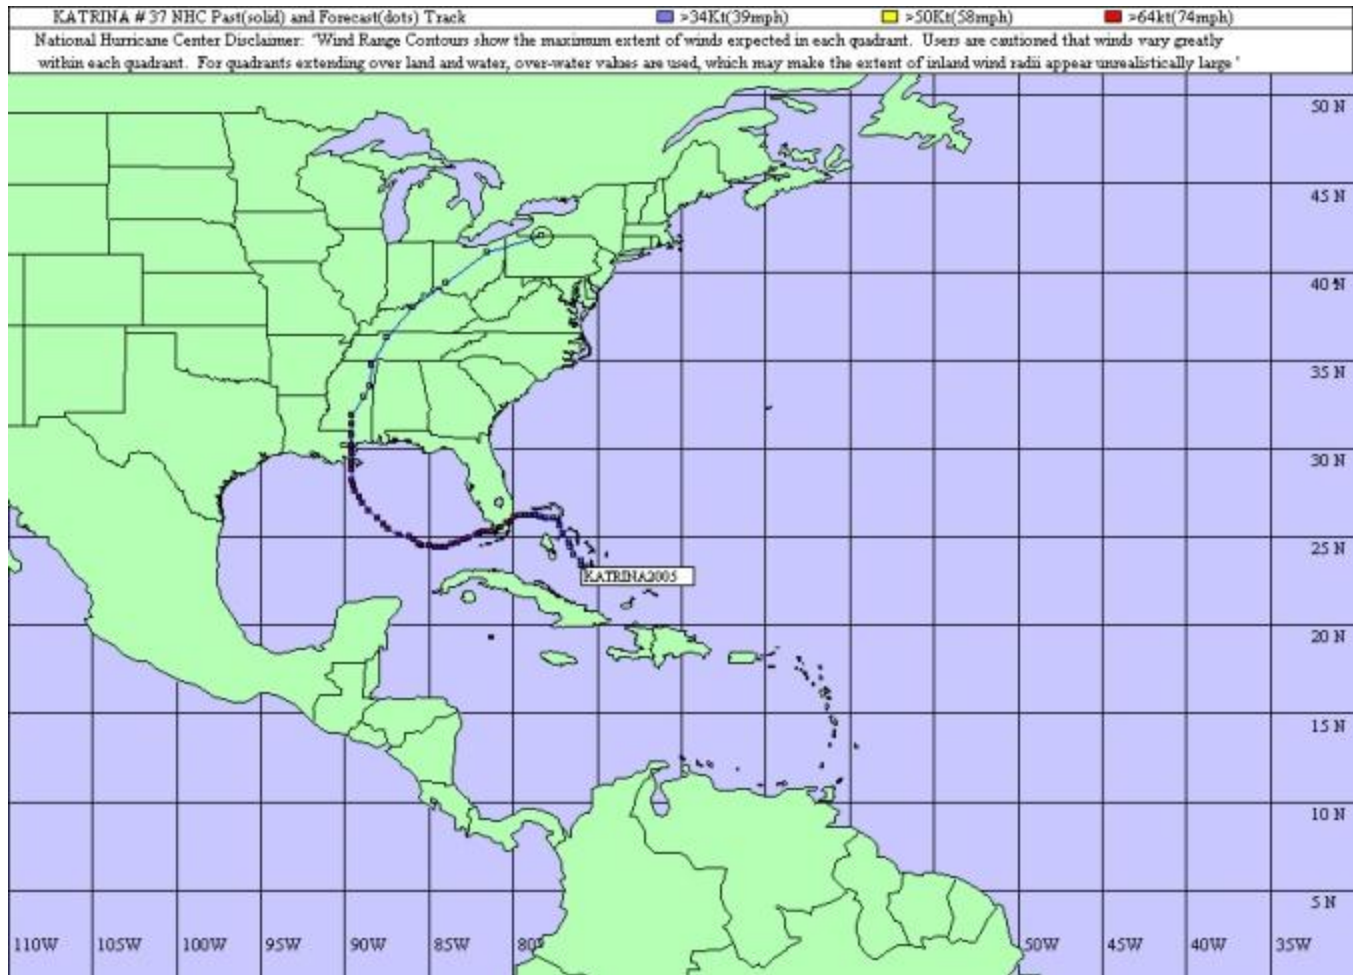 KATRINA # 37 NHC Past(solid) and Forecast(dots) Track >34Kt(39mph) >50Kt(58mph) >64kt(74mph)
National Hurricane Center Disclaimer: 'Wind Range Contours show the maximum extent of winds expected in each quadrant. Users are cautioned that winds vary greatly
within each quadrant. For quadrants extending over land and water, over-water values are used, which may make the extent of inland wind radii appear unrealistically large '
50 N
45 N
40 N
35 N
30 N
25 N
KATRINA2005
20 N
15 N
10 N
5 N
110W 105W 100W 95W 90W 85W 80° 50W 45W 40W 35W